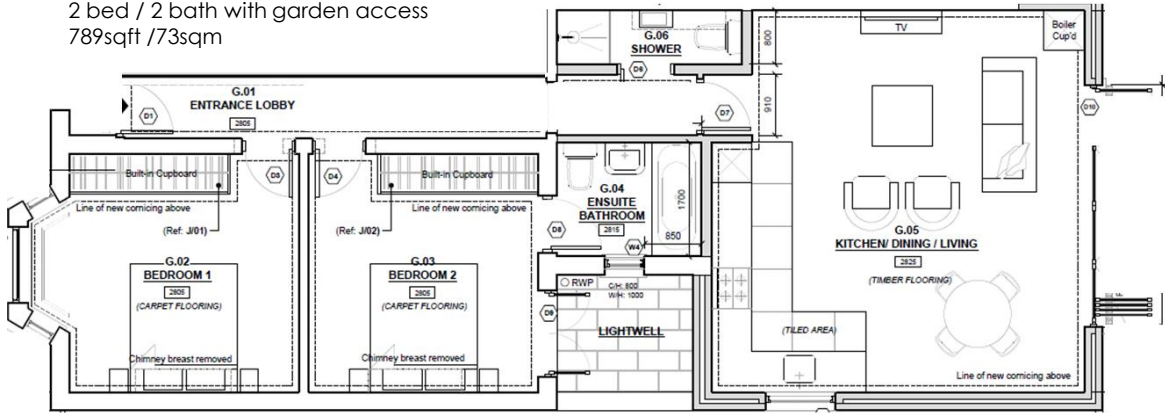 2 bed / 2 bath with garden access
789sqft /73sqm
G.06
SHOWER
D6
TV
Boiler
Cup'd
800
910
G.01
ENTRANCE LOBBY
2805
D1
D7
D10
Built-in Cupboard
D3
D4
Built-in Cupboard
Line of new cornicing above
(Ref: J/01)
(Ref: J/02)
Line of new cornicing above
G.04
ENSUITE
BATHROOM
2815
1700
850
D8
W4
G.05
KITCHEN/ DINING / LIVING
2825
(TIMBER FLOORING)
G.02
BEDROOM 1
2805
(CARPET FLOORING)
G.03
BEDROOM 2
2805
(CARPET FLOORING)
RWP
C/H: 800
W/H: 1000
D9
LIGHTWELL
(TILED AREA)
Chimney breast removed
Chimney breast removed
Line of new cornicing above